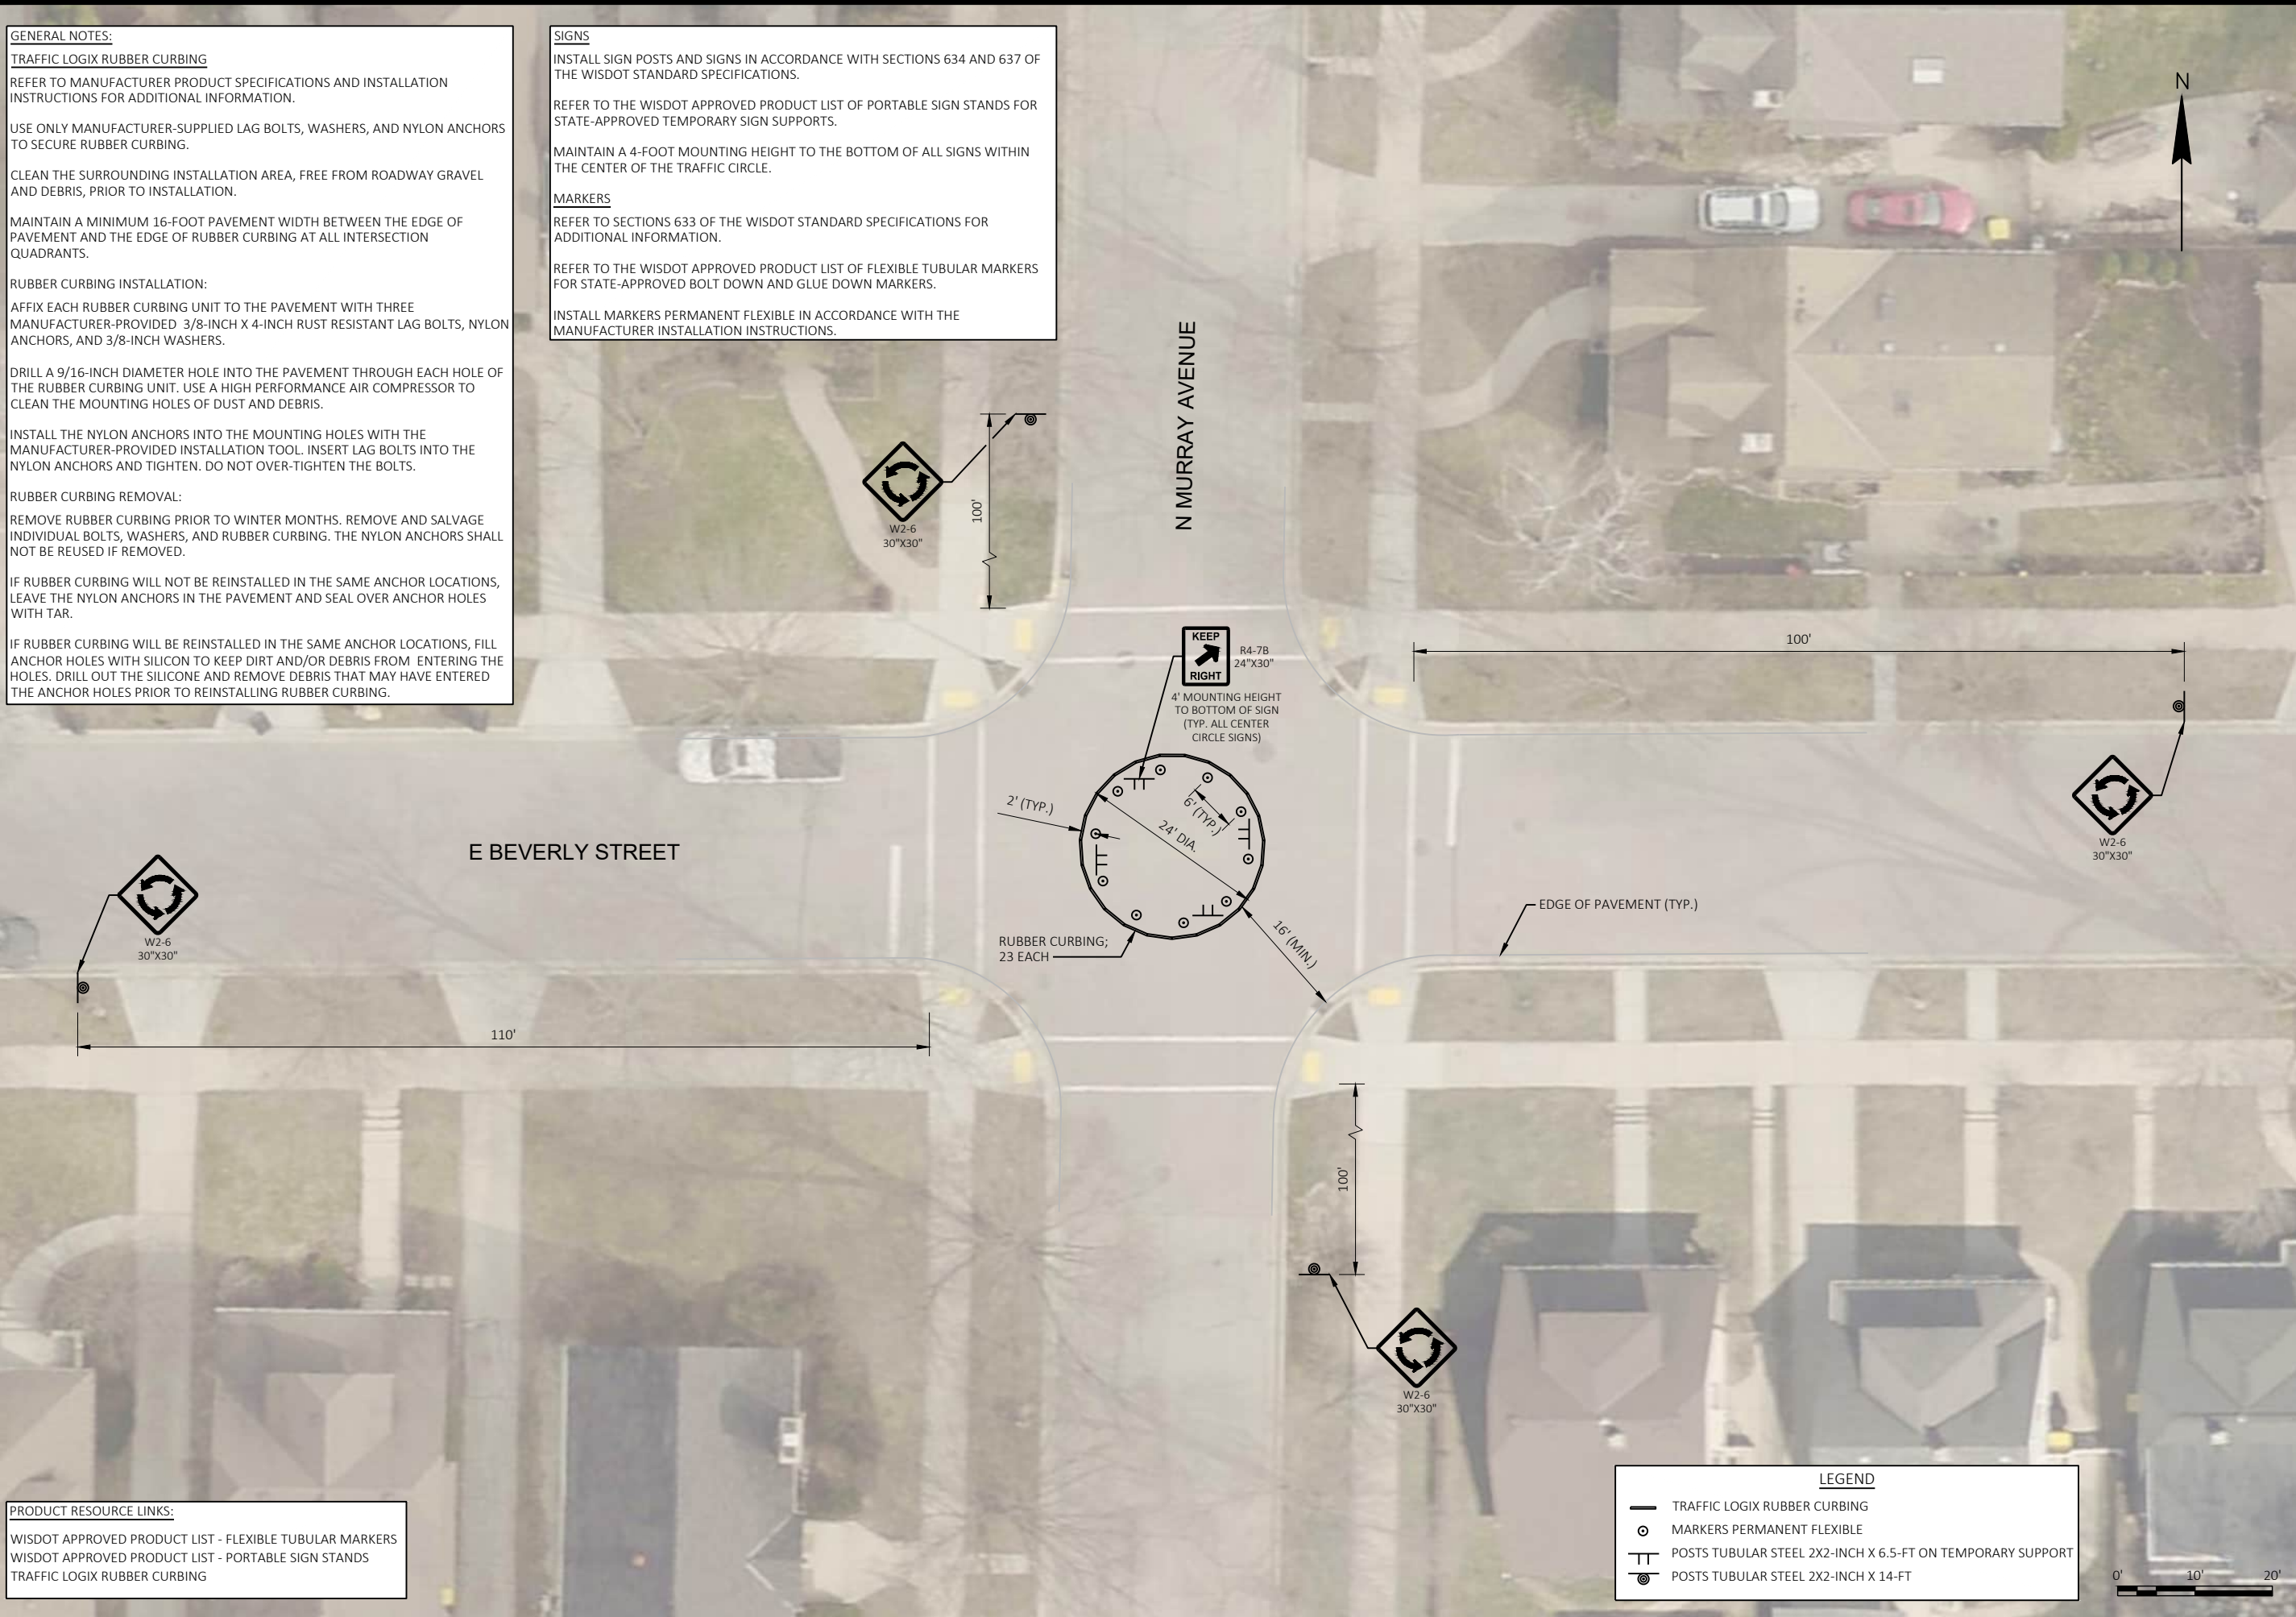 GENERAL NOTES:
TRAFFIC LOGIX RUBBER CURBING
REFER TO MANUFACTURER PRODUCT SPECIFICATIONS AND INSTALLATION
INSTRUCTIONS FOR ADDITIONAL INFORMATION.
USE ONLY MANUFACTURER-SUPPLIED LAG BOLTS, WASHERS, AND NYLON ANCHORS
TO SECURE RUBBER CURBING.
CLEAN THE SURROUNDING INSTALLATION AREA, FREE FROM ROADWAY GRAVEL
AND DEBRIS, PRIOR TO INSTALLATION.
MAINTAIN A MINIMUM 16-FOOT PAVEMENT WIDTH BETWEEN THE EDGE OF
PAVEMENT AND THE EDGE OF RUBBER CURBING AT ALL INTERSECTION
QUADRANTS.
RUBBER CURBING INSTALLATION:
AFFIX EACH RUBBER CURBING UNIT TO THE PAVEMENT WITH THREE
MANUFACTURER-PROVIDED 3/8-INCH X 4-INCH RUST RESISTANT LAG BOLTS, NYLON
ANCHORS, AND 3/8-INCH WASHERS.
DRILL A 9/16-INCH DIAMETER HOLE INTO THE PAVEMENT THROUGH EACH HOLE OF
THE RUBBER CURBING UNIT. USE A HIGH PERFORMANCE AIR COMPRESSOR TO
CLEAN THE MOUNTING HOLES OF DUST AND DEBRIS.
INSTALL THE NYLON ANCHORS INTO THE MOUNTING HOLES WITH THE
MANUFACTURER-PROVIDED INSTALLATION TOOL. INSERT LAG BOLTS INTO THE
NYLON ANCHORS AND TIGHTEN. DO NOT OVER-TIGHTEN THE BOLTS.
RUBBER CURBING REMOVAL:
REMOVE RUBBER CURBING PRIOR TO WINTER MONTHS. REMOVE AND SALVAGE
INDIVIDUAL BOLTS, WASHERS, AND RUBBER CURBING. THE NYLON ANCHORS SHALL
NOT BE REUSED IF REMOVED.
IF RUBBER CURBING WILL NOT BE REINSTALLED IN THE SAME ANCHOR LOCATIONS,
LEAVE THE NYLON ANCHORS IN THE PAVEMENT AND SEAL OVER ANCHOR HOLES
WITH TAR.
IF RUBBER CURBING WILL BE REINSTALLED IN THE SAME ANCHOR LOCATIONS, FILL
ANCHOR HOLES WITH SILICON TO KEEP DIRT AND/OR DEBRIS FROM ENTERING THE
HOLES. DRILL OUT THE SILICONE AND REMOVE DEBRIS THAT MAY HAVE ENTERED
THE ANCHOR HOLES PRIOR TO REINSTALLING RUBBER CURBING.
SIGNS
INSTALL SIGN POSTS AND SIGNS IN ACCORDANCE WITH SECTIONS 634 AND 637 OF
THE WISDOT STANDARD SPECIFICATIONS.
REFER TO THE WISDOT APPROVED PRODUCT LIST OF PORTABLE SIGN STANDS FOR
STATE-APPROVED TEMPORARY SIGN SUPPORTS.
MAINTAIN A 4-FOOT MOUNTING HEIGHT TO THE BOTTOM OF ALL SIGNS WITHIN
THE CENTER OF THE TRAFFIC CIRCLE.
MARKERS
REFER TO SECTIONS 633 OF THE WISDOT STANDARD SPECIFICATIONS FOR
ADDITIONAL INFORMATION.
REFER TO THE WISDOT APPROVED PRODUCT LIST OF FLEXIBLE TUBULAR MARKERS
FOR STATE-APPROVED BOLT DOWN AND GLUE DOWN MARKERS.
INSTALL MARKERS PERMANENT FLEXIBLE IN ACCORDANCE WITH THE
MANUFACTURER INSTALLATION INSTRUCTIONS.
N
N MURRAY AVENUE
W2-6
30"X30"
100'
KEEP
RIGHT
R4-7B
24"X30"
4' MOUNTING HEIGHT
TO BOTTOM OF SIGN
(TYP. ALL CENTER
CIRCLE SIGNS)
100'
W2-6
30"X30"
2' (TYP.)
6' (TYP.)
24' DIA.
E BEVERLY STREET
W2-6
30"X30"
110'
RUBBER CURBING;
23 EACH
16' (MIN.)
EDGE OF PAVEMENT (TYP.)
100'
W2-6
30"X30"
PRODUCT RESOURCE LINKS:
WISDOT APPROVED PRODUCT LIST - FLEXIBLE TUBULAR MARKERS
WISDOT APPROVED PRODUCT LIST - PORTABLE SIGN STANDS
TRAFFIC LOGIX RUBBER CURBING
LEGEND
TRAFFIC LOGIX RUBBER CURBING
MARKERS PERMANENT FLEXIBLE
POSTS TUBULAR STEEL 2X2-INCH X 6.5-FT ON TEMPORARY SUPPORT
POSTS TUBULAR STEEL 2X2-INCH X 14-FT
0' 10' 20'